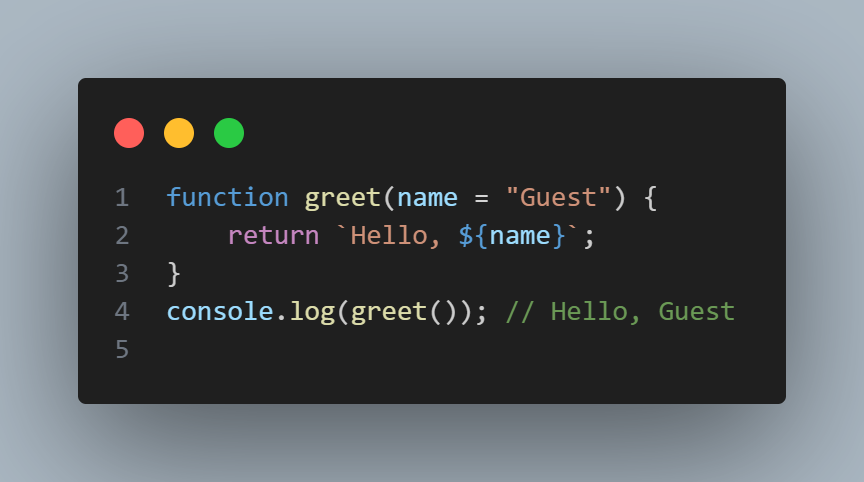 1 function greet(name = "Guest") {
2     return `Hello, ${name}`;
3 }
4 console.log(greet()); // Hello, Guest
5